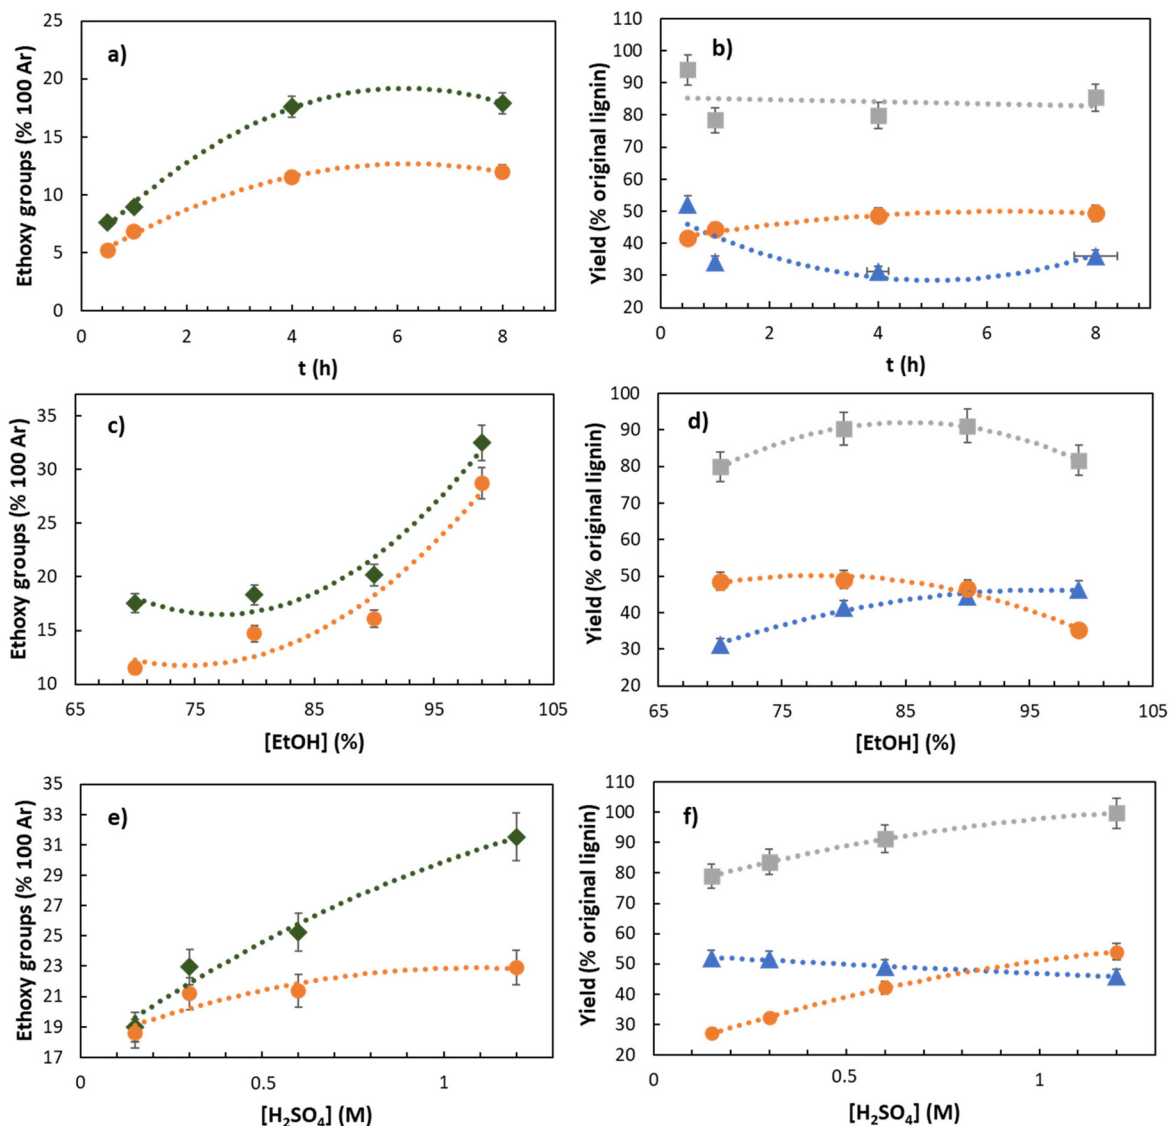 a)
Ethoxy groups (% 100 Ar)
25
20
15
10
5
0
0 2 4 6 8
t (h)
b)
Yield (% original lignin)
110
100
90
80
70
60
50
40
30
20
0 2 4 6 8
t (h)
c)
Ethoxy groups (% 100 Ar)
35
30
25
20
15
10
65 75 85 95 105
[EtOH] (%)
d)
Yield (% original lignin)
100
90
80
70
60
50
40
30
20
65 75 85 95 105
[EtOH] (%)
e)
Ethoxy groups (% 100 Ar)
35
33
31
29
27
25
23
21
19
17
0 0.5 1
[H₂SO₄] (M)
f)
Yield (% original lignin)
110
100
90
80
70
60
50
40
30
20
0 0.5 1
[H₂SO₄] (M)